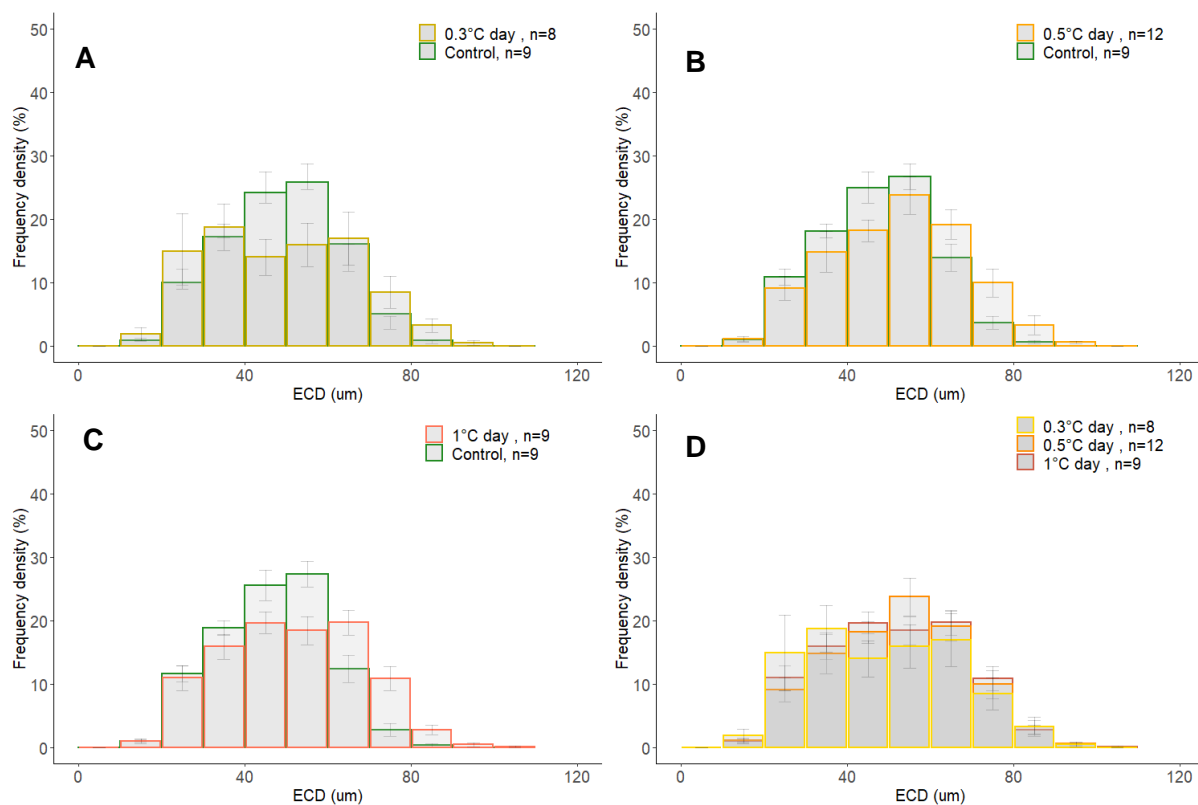 A
0.3°C day , n=8
Control, n=9
50
40
30
20
10
0
Frequency density (%)
0 40 80 120
ECD (um)
B
0.5°C day , n=12
Control, n=9
50
40
30
20
10
0
Frequency density (%)
0 40 80 120
ECD (um)
C
1°C day , n=9
Control, n=9
50
40
30
20
10
0
Frequency density (%)
0 40 80 120
ECD (um)
D
0.3°C day , n=8
0.5°C day , n=12
1°C day , n=9
50
40
30
20
10
0
Frequency density (%)
0 40 80 120
ECD (um)